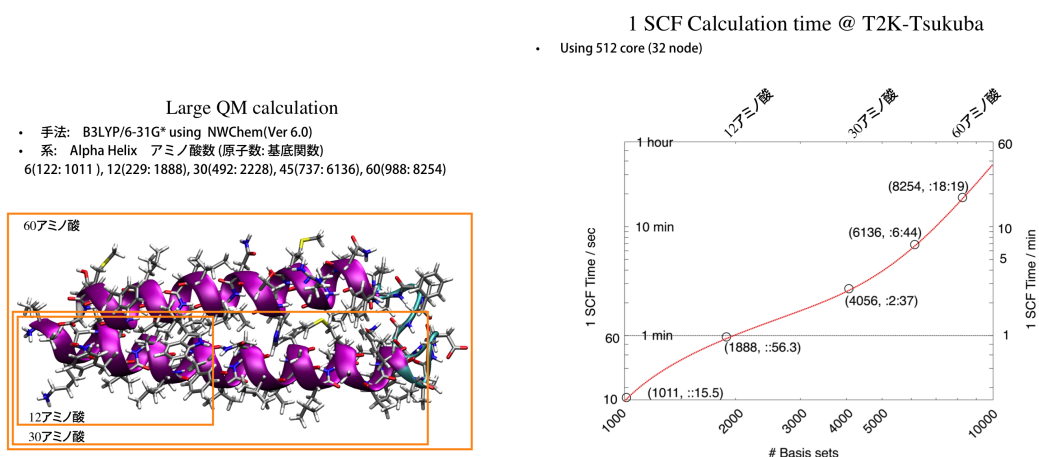 Large QM calculation
• 手法: B3LYP/6-31G* using NWChem(Ver 6.0)
• 系: Alpha Helix アミノ酸数 (原子数: 基底関数)
6(122: 1011 ), 12(229: 1888), 30(492: 2228), 45(737: 6136), 60(988: 8254)
60アミノ酸
12アミノ酸
30アミノ酸
1 SCF Calculation time @ T2K-Tsukuba
• Using 512 core (32 node)
12アミノ酸
30アミノ酸
60アミノ酸
1 hour
60
(8254, :18:19)
10 min
10
(6136, :6:44)
5
(4056, :2:37)
60
1 min
1
(1888, ::56.3)
(1011, ::15.5)
10
1 SCF Time / sec
1 SCF Time / min
1000
2000
3000
4000
5000
10000
# Basis sets